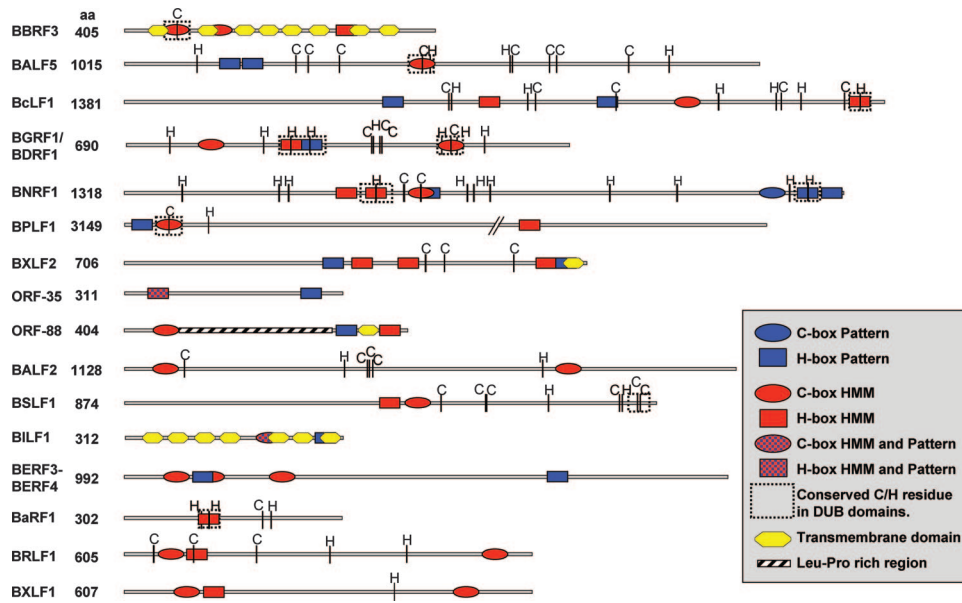 aa
C
BBRF3 405
H C C C C H H C C C C H
BALF5 1015
C H H C C H H C H C H
BcLF1 1381
H H H H C H C C H C H H
BGRF1/
BDRF1 690
H H H H C C H H H H H H H H
BNRF1 1318
C H
BPLF1 3149
C C C
BXLF2 706
ORF-35 311
ORF-88 404
C H C C C H
BALF2 1128
C C C H C H C C
BSLF1 874
BILF1 312
BERF3-
BERF4 992
H H C H
BaRF1 302
C C C H H
BRLF1 605
H
BXLF1 607
C-box Pattern
H-box Pattern
C-box HMM
H-box HMM
C-box HMM and Pattern
H-box HMM and Pattern
Conserved C/H residue
in DUB domains.
Transmembrane domain
Leu-Pro rich region